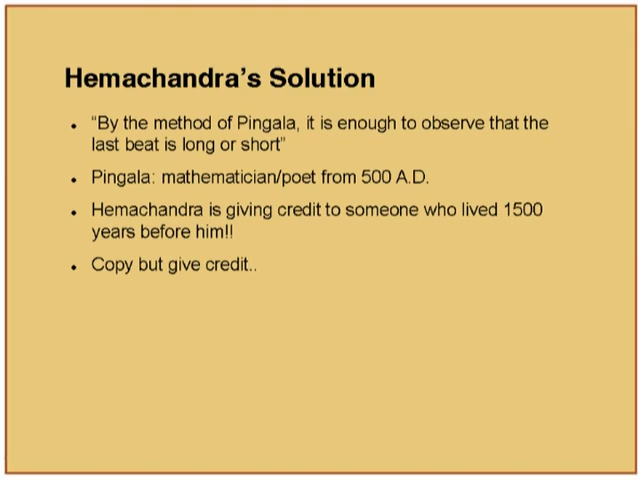 Hemachandra's Solution
• "By the method of Pingala, it is enough to observe that the
last beat is long or short"
• Pingala: mathematician/poet from 500 A.D.
• Hemachandra is giving credit to someone who lived 1500
years before him!!
• Copy but give credit..